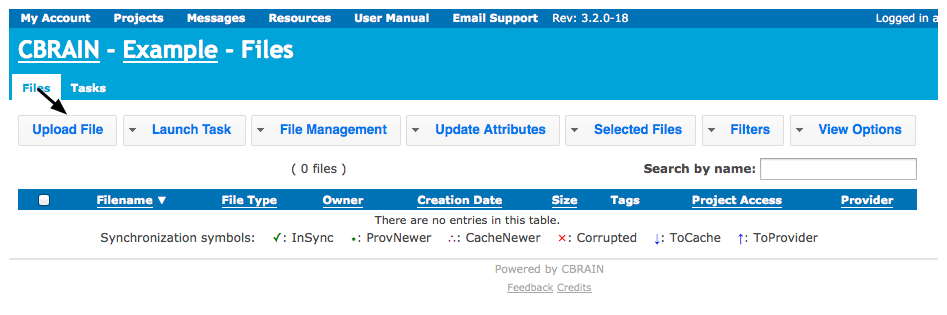 My Account Projects Messages Resources User Manual Email Support Rev: 3.2.0-18 Logged in a
CBRAIN - Example - Files
Files Tasks
Upload File Launch Task File Management Update Attributes Selected Files Filters View Options
( 0 files ) Search by name:
Filename ▼ File Type Owner Creation Date Size Tags Project Access Provider
There are no entries in this table.
Synchronization symbols: ✓: InSync •: ProvNewer ∴: CacheNewer ×: Corrupted ↓: ToCache ↑: ToProvider
Powered by CBRAIN
Feedback Credits